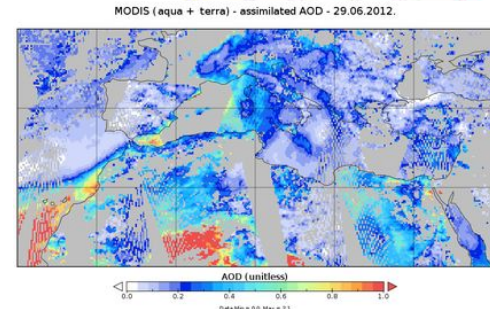 MODIS (aqua + terra) - assimilated AOD - 29.06.2012.
AOD (unitless)
0.0 0.2 0.4 0.6 0.8 1.0